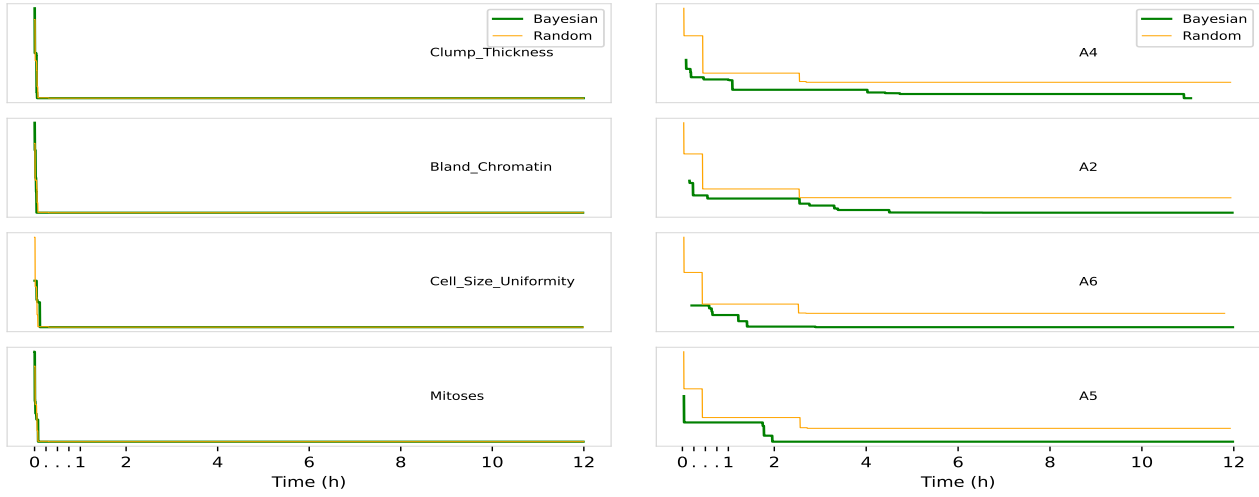 Bayesian
Random
Clump_Thickness
Bland_Chromatin
Cell_Size_Uniformity
Mitoses
0 . . . 1 2 4 6 8 10 12
Time (h)
Bayesian
Random
A4
A2
A6
A5
0 . . . 1 2 4 6 8 10 12
Time (h)